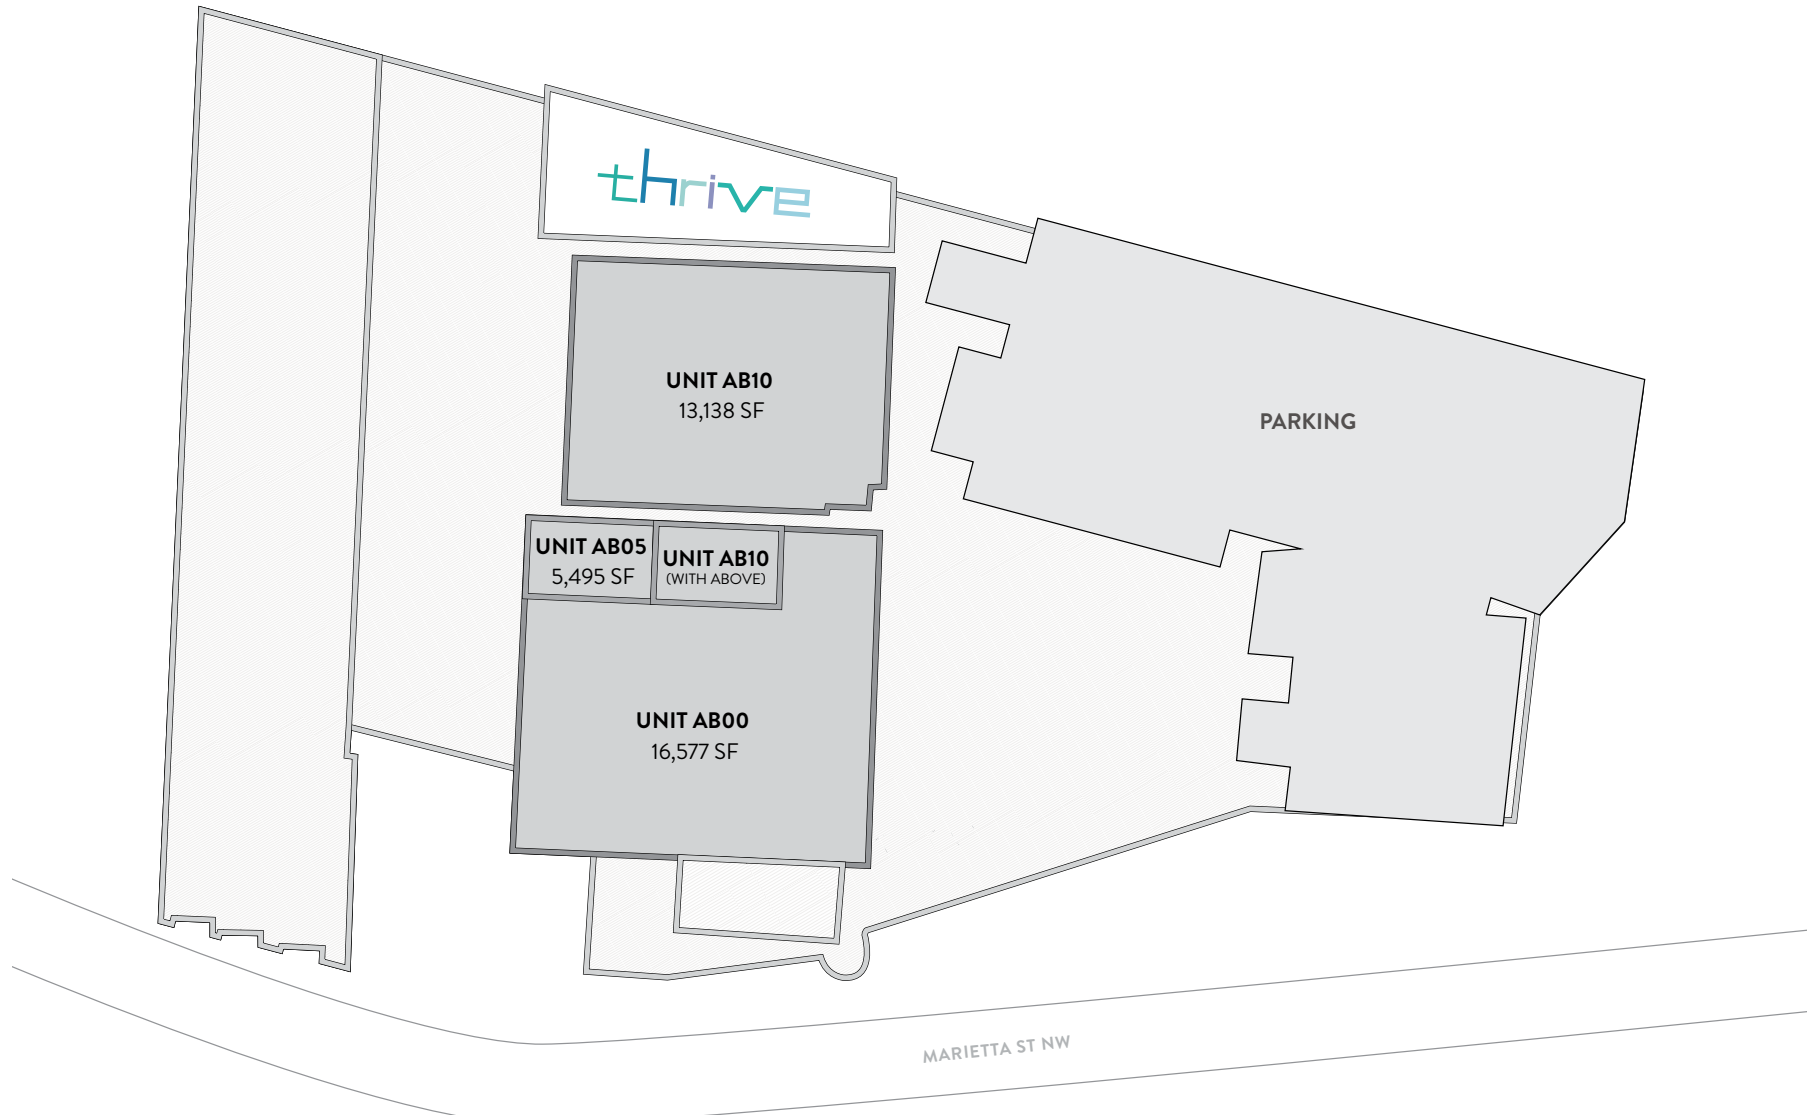 thrive
UNIT AB10
13,138 SF
PARKING
UNIT AB05
5,495 SF
UNIT AB10
(WITH ABOVE)
UNIT AB00
16,577 SF
MARIETTA ST NW